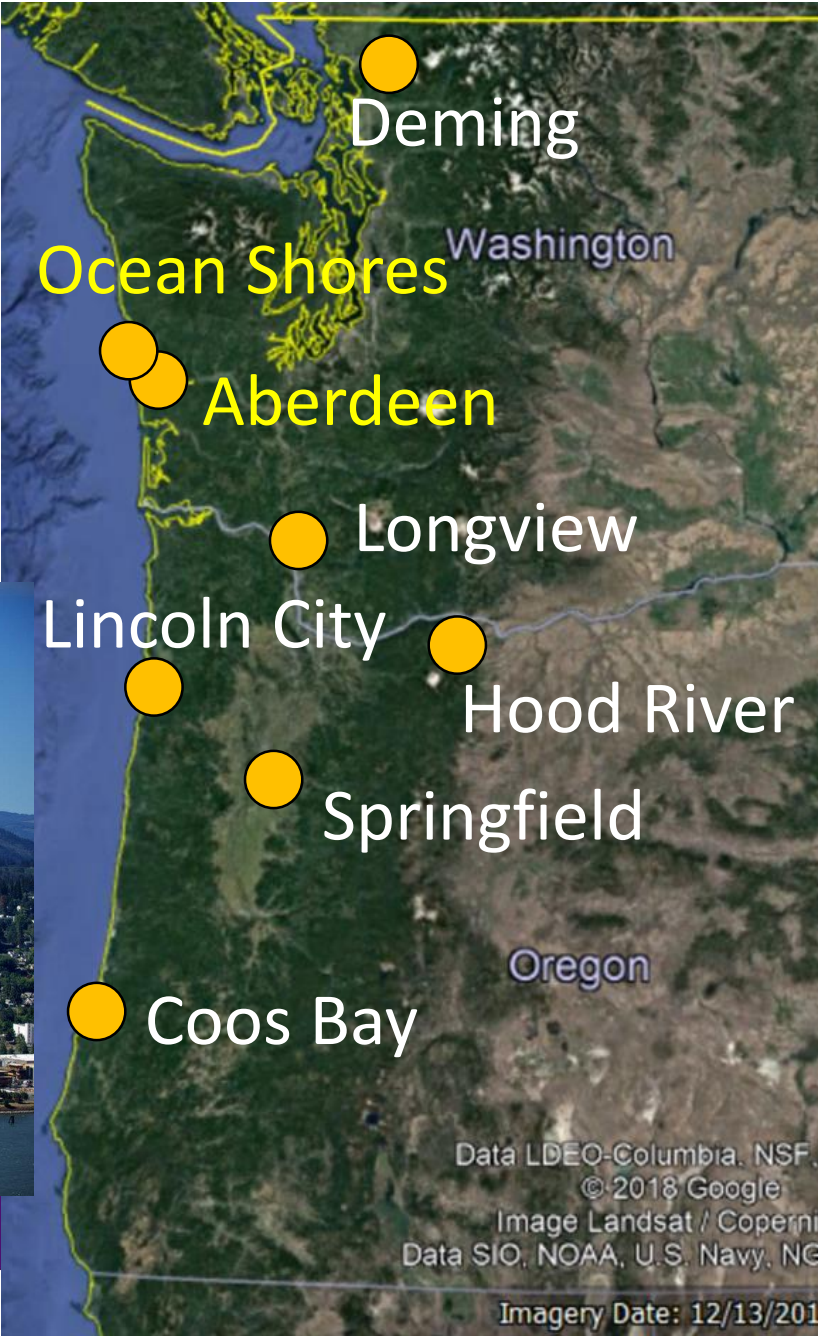 Deming
Washington
Ocean Shores
Aberdeen
Longview
Lincoln City
Hood River
Springfield
Oregon
Coos Bay
Data LDEO-Columbia, NSF,
© 2018 Google
Image Landsat / Coperni
Data SIO, NOAA, U.S. Navy, NG
Imagery Date: 12/13/201